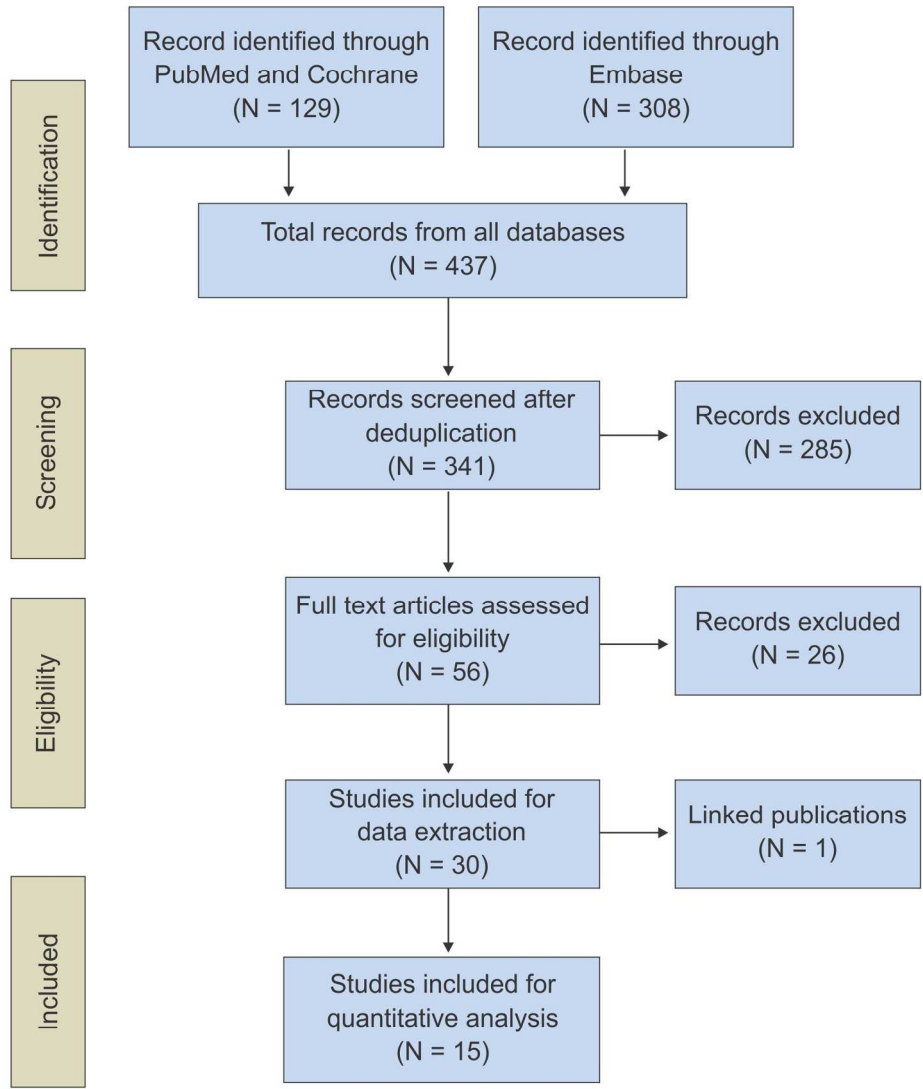 Record identified through
PubMed and Cochrane
(N = 129)
Record identified through
Embase
(N = 308)
Identification
Total records from all databases
(N = 437)
Screening
Records screened after
deduplication
(N = 341)
Records excluded
(N = 285)
Eligibility
Full text articles assessed
for eligibility
(N = 56)
Records excluded
(N = 26)
Studies included for
data extraction
(N = 30)
Linked publications
(N = 1)
Included
Studies included for
quantitative analysis
(N = 15)